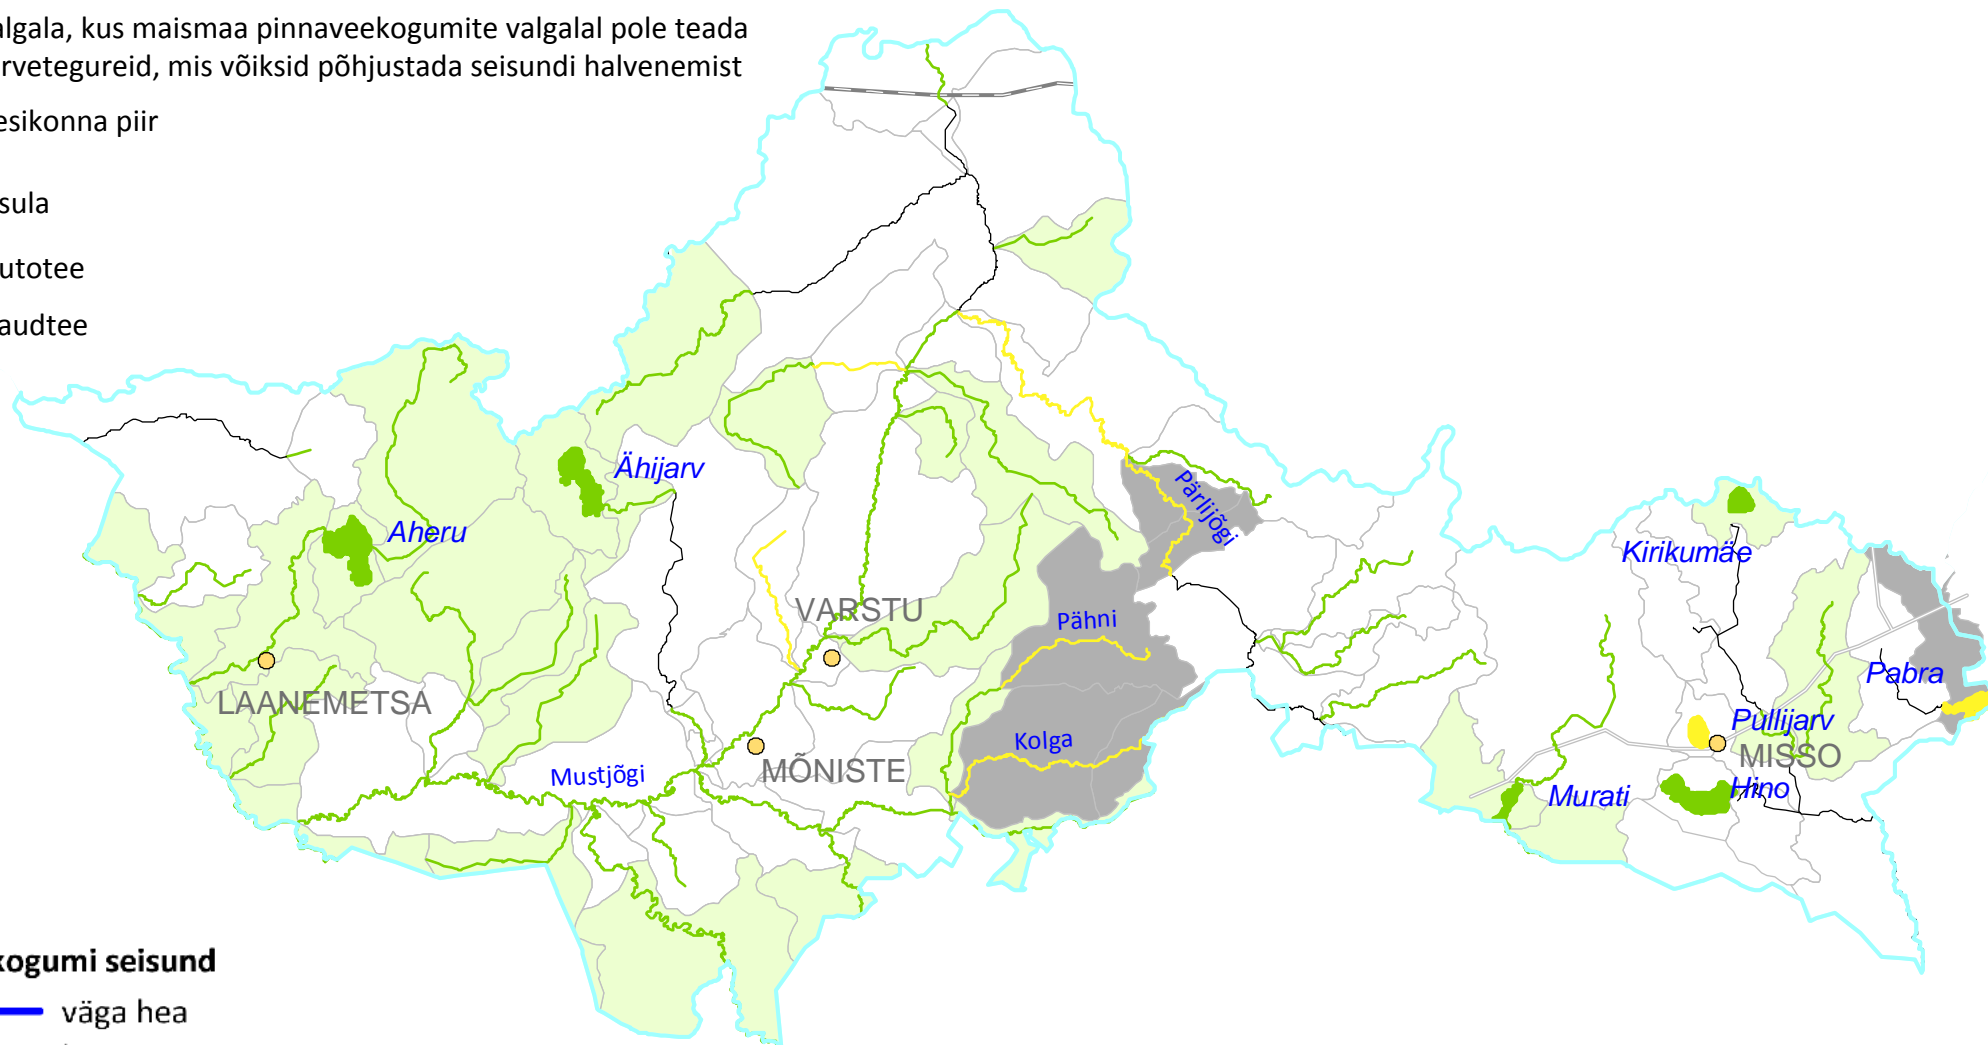 algala, kus maismaa pinnaveekogumite valgalal pole teada
rvetegureid, mis võiksid põhjustada seisundi halvenemist
esikonna piir
sula
utotee
audtee
Ähijarv
Aheru
Pärlijõgi
Kirikumäe
VARSTU
Pähni
Pabra
LAANEMETSA
Pullijarv
Kolga
MISSO
MÕNISTE
Mustjõgi
Murati
Hino
kogumi seisund
väga hea